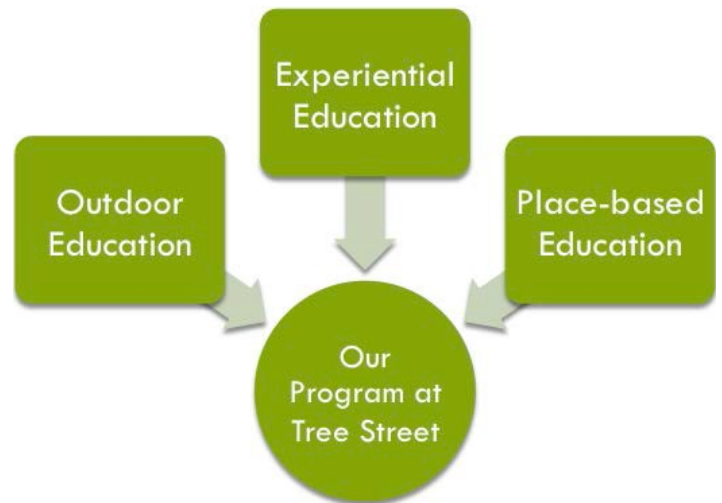 Experiential
Education
Outdoor
Education
Place-based
Education
Our
Program at
Tree Street